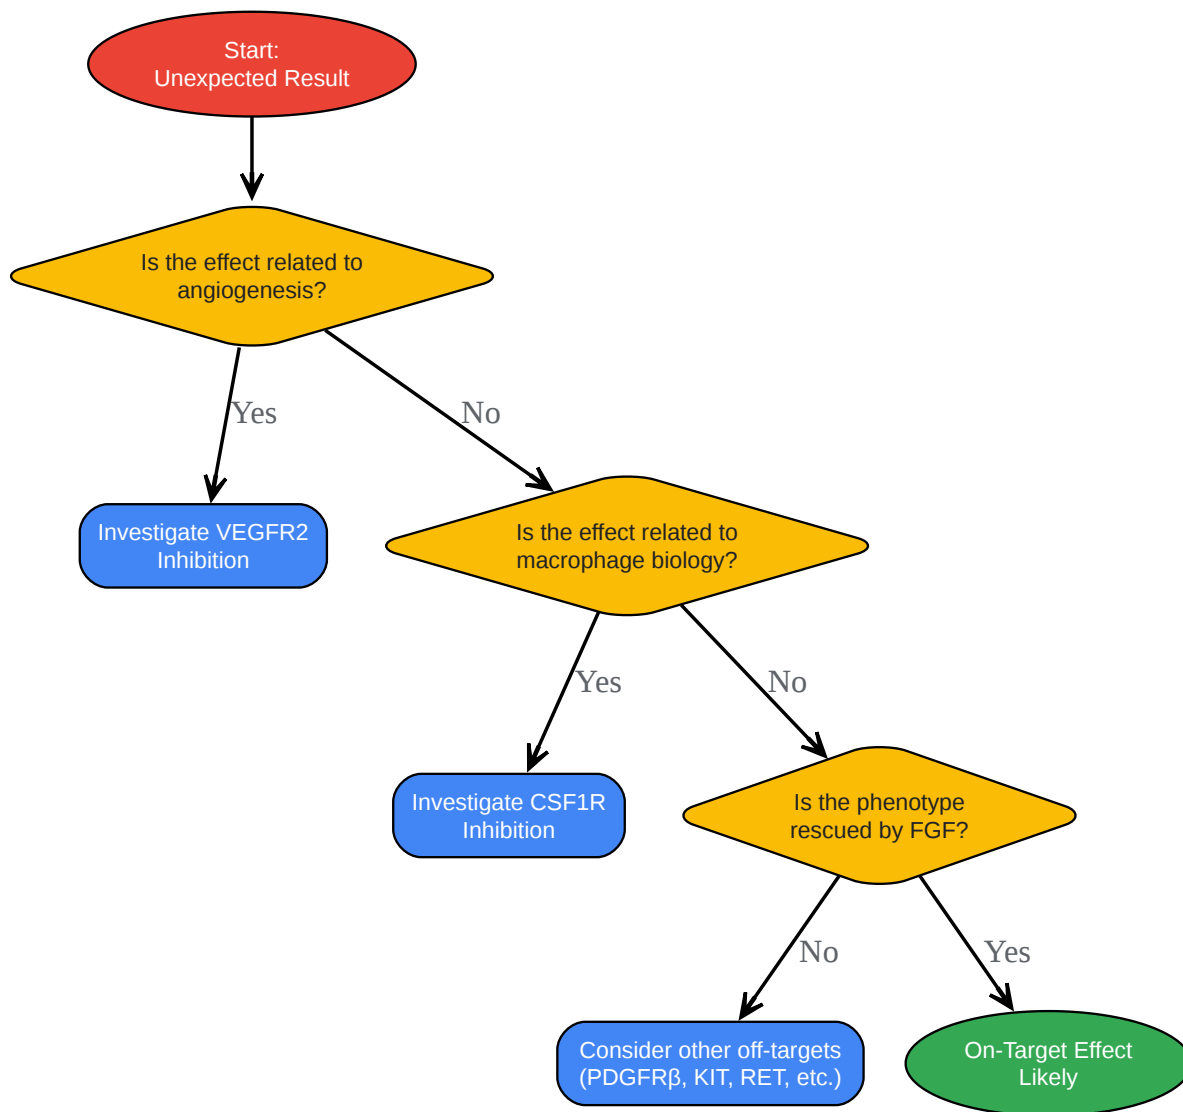 Start:
Unexpected Result
Is the effect related to
angiogenesis?
Yes
No
Investigate VEGFR2
Inhibition
Is the effect related to
macrophage biology?
Yes
No
Investigate CSF1R
Inhibition
Is the phenotype
rescued by FGF?
No
Yes
Consider other off-targets
(PDGFRβ, KIT, RET, etc.)
On-Target Effect
Likely